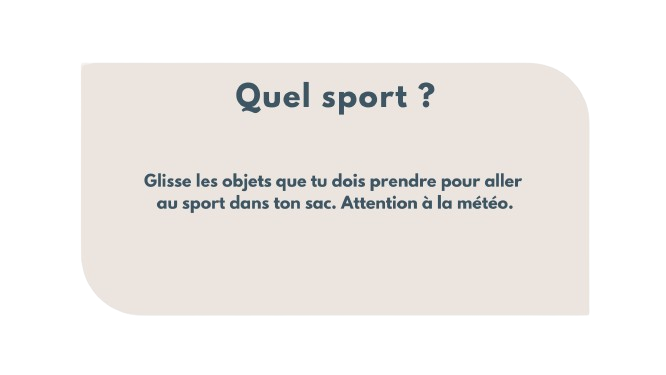 Quel sport ?
Glisse les objets que tu dois prendre pour aller
au sport dans ton sac. Attention à la météo.